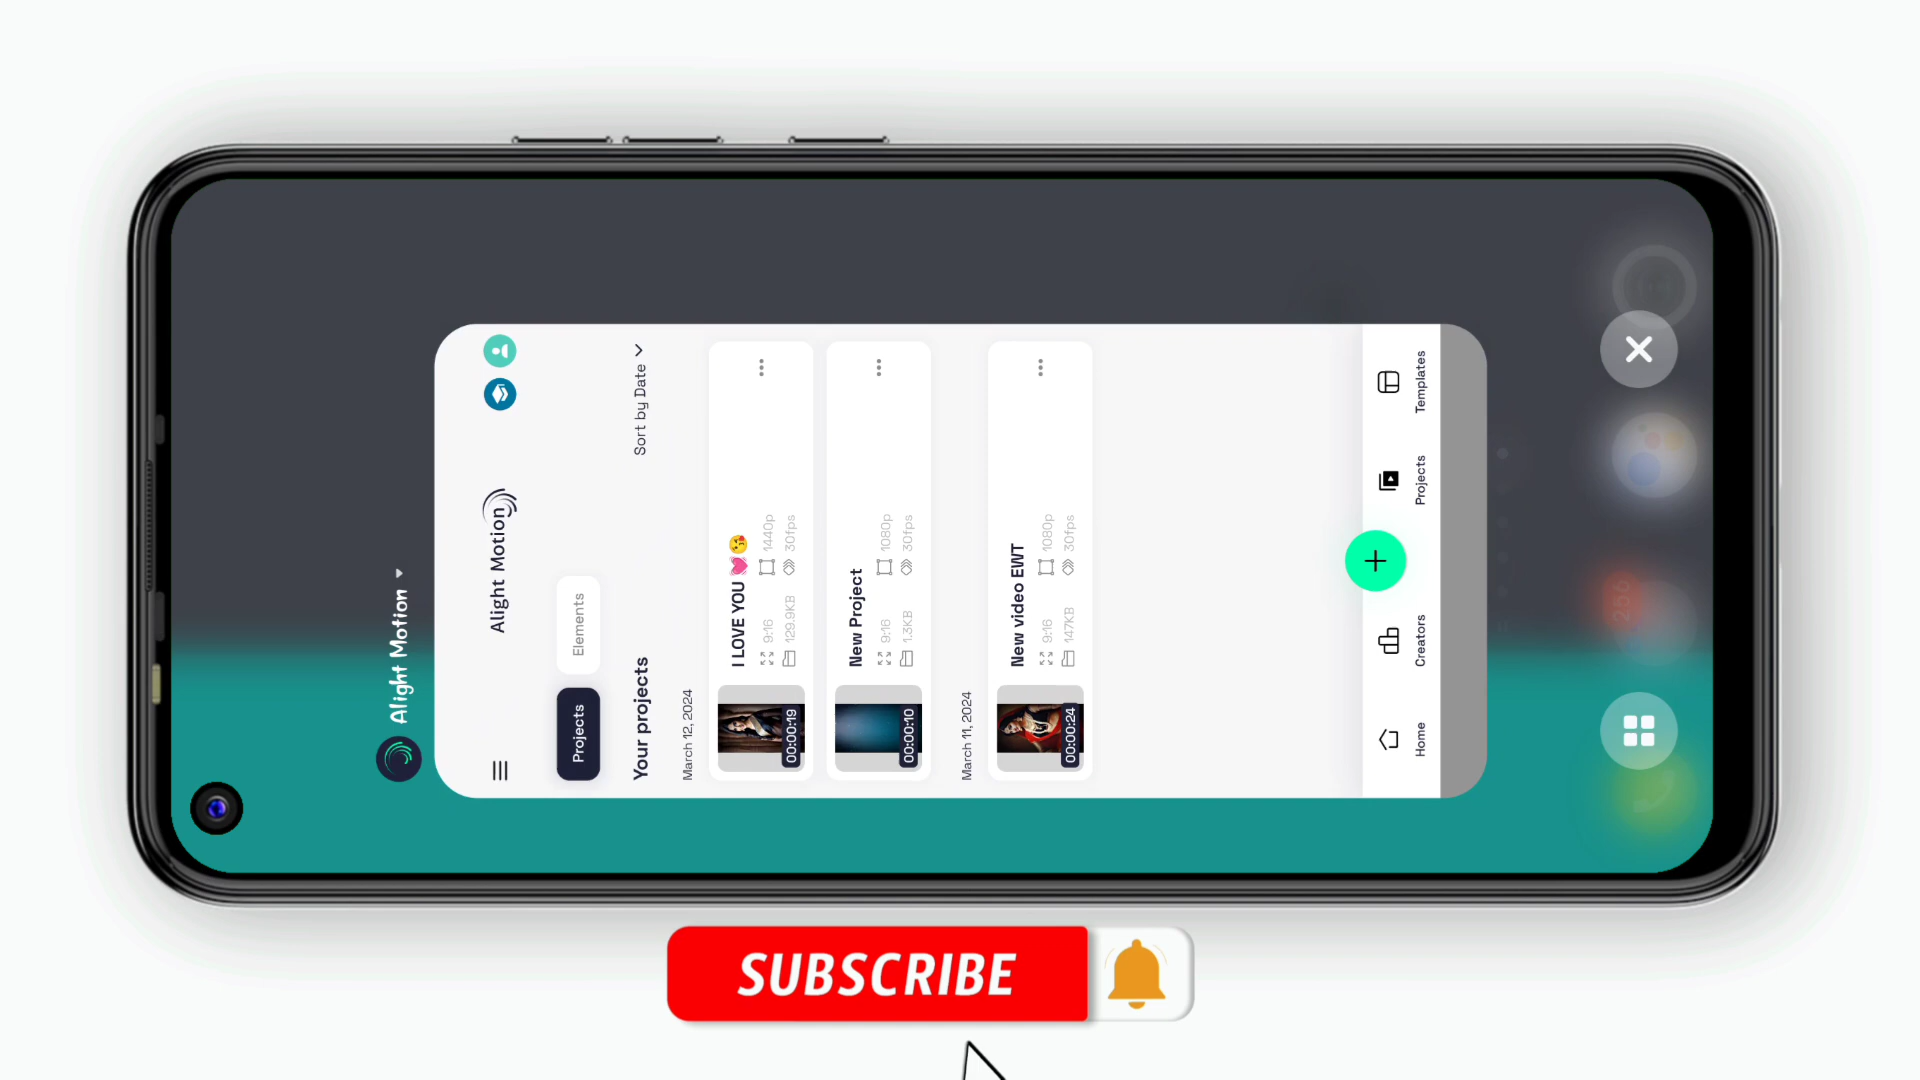 Alight Motion
Alight Motion
Projects
Elements
Your projects
Sort by Date
March 12, 2024
I LOVE YOU 💓😘
9:16
1440p
129.9KB
30fps
00:00:19
New Project
9:16
1080p
1.3KB
30fps
00:00:10
March 11, 2024
New video EWT
9:16
1080p
147KB
30fps
00:00:24
Home
Creators
Projects
Templates
256
SUBSCRIBE